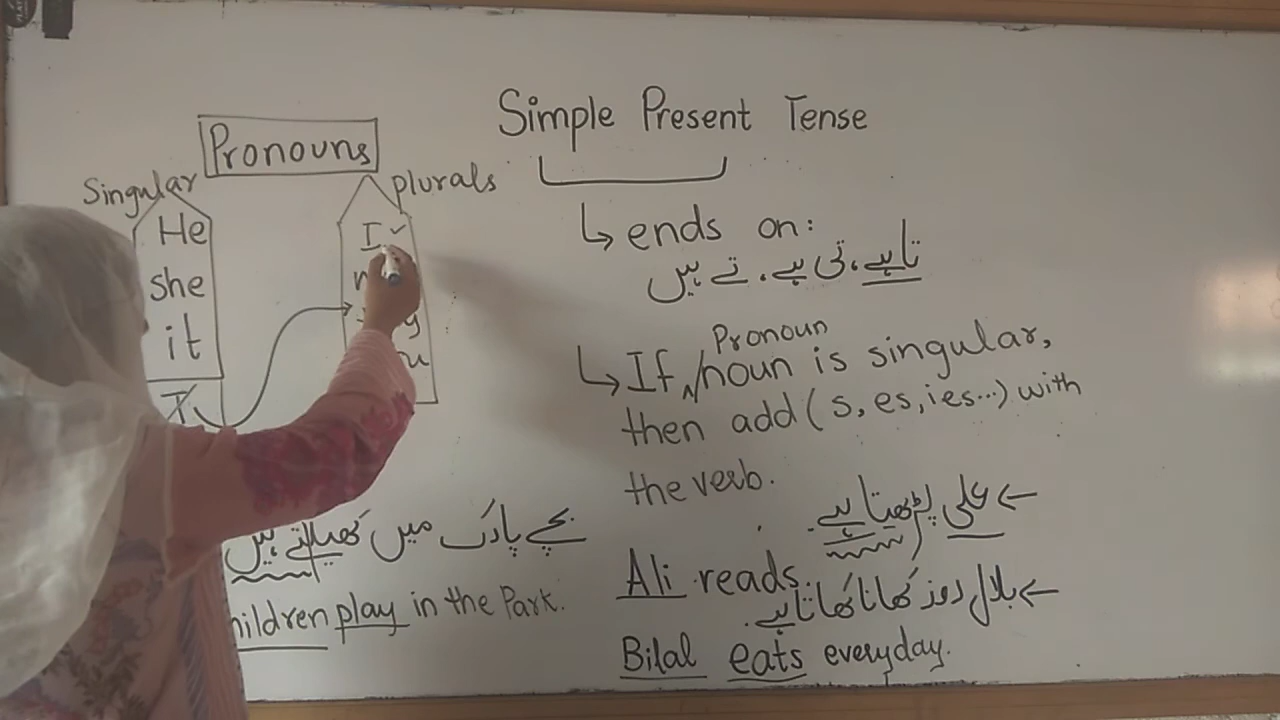 Simple Present Tense
Pronouns
Singular
He
she
it
I
plurals
I
ends on:
تا ہے، تی ہے، تے ہیں
Pronoun
If /noun is singular,
then add (s, es, ies...) with
the verb.
علی پڑھتا ہے۔
Ali reads.
بلال روز کھانا کھاتا ہے۔
Bilal eats everyday.
بچے پارک میں کھیلتے ہیں
hildren play in the Park.